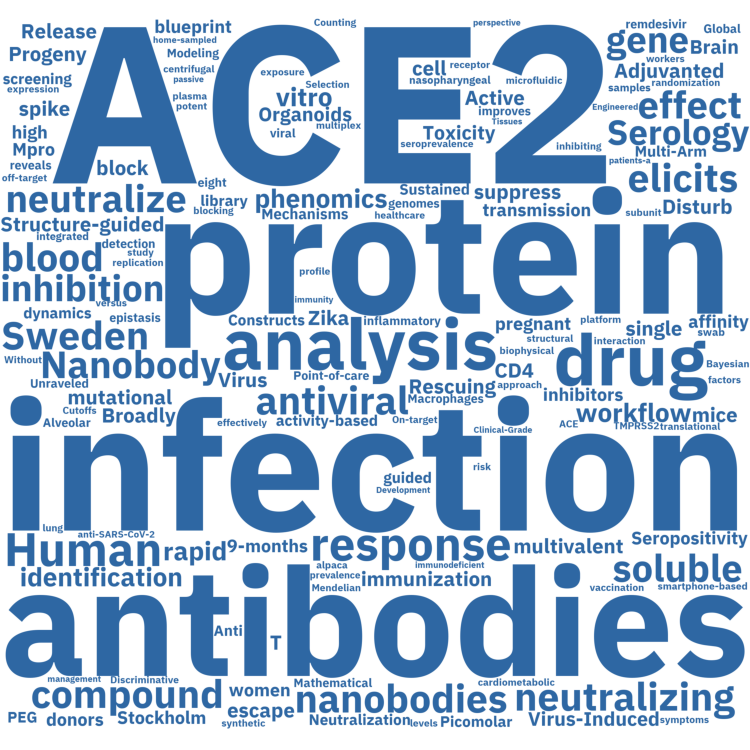 Release
blueprint
Counting
perspective
remdesivir
Global
home-sampled
ACE2
gene
Brain
Progeny
Modeling
workers
centrifugal
cell
receptor
Adjuvanted
screening
passive
exposure
nasopharyngeal
microfluidic
randomization
expression
Selection
samples
plasma
vitro
Active
Engineered
effect
spike
potent
Organoids
improves
Tissues
high
viral
multiplex
Toxicity
Serology
Mpro
seroprevalence
inhibiting
Multi-Arm
reveals
block
patients-a
off-target
eight
elicits
neutralize
library
phenomics
Sustained
suppress
genomes
blocking
Mechanisms
healthcare
transmission
subunit
Disturb
Structure-guided
integrated
protein
blood
detection
study
replication
profile
inhibition
immunity
versus
dynamics
epistasis
Constructs
Zika
inflammatory
pregnant
platform
single
affinity
Sweden
analysis
structural
swab
interaction
Without
Nanobody
biophysical
drug
Bayesian
Virus
Point-of-care
CD4
Unraveled
Rescuing
approach
factors
mutational
antiviral
Macrophages
inhibitors
Cutoffs
Broadly
workflow
mice
Alveolar
effectively
activity-based
On-target
Clinical-Grade
ACE
TMPRSS2
translational
infection
guided
risk
Development
lung
anti-SARS-CoV-2
Human
rapid
9-months
response
multivalent
Seropositivity
alpaca
immunodeficient
identification
prevalence
immunization
soluble
Mendelian
vaccination
smartphone-based
antibodies
Anti
T
management
Discriminative
Mathematical
cardiometabolic
compound
women
nanobodies
neutralizing
escape
PEG
donors
Stockholm
synthetic
Neutralization
levels
Picomolar
Virus-Induced
symptoms